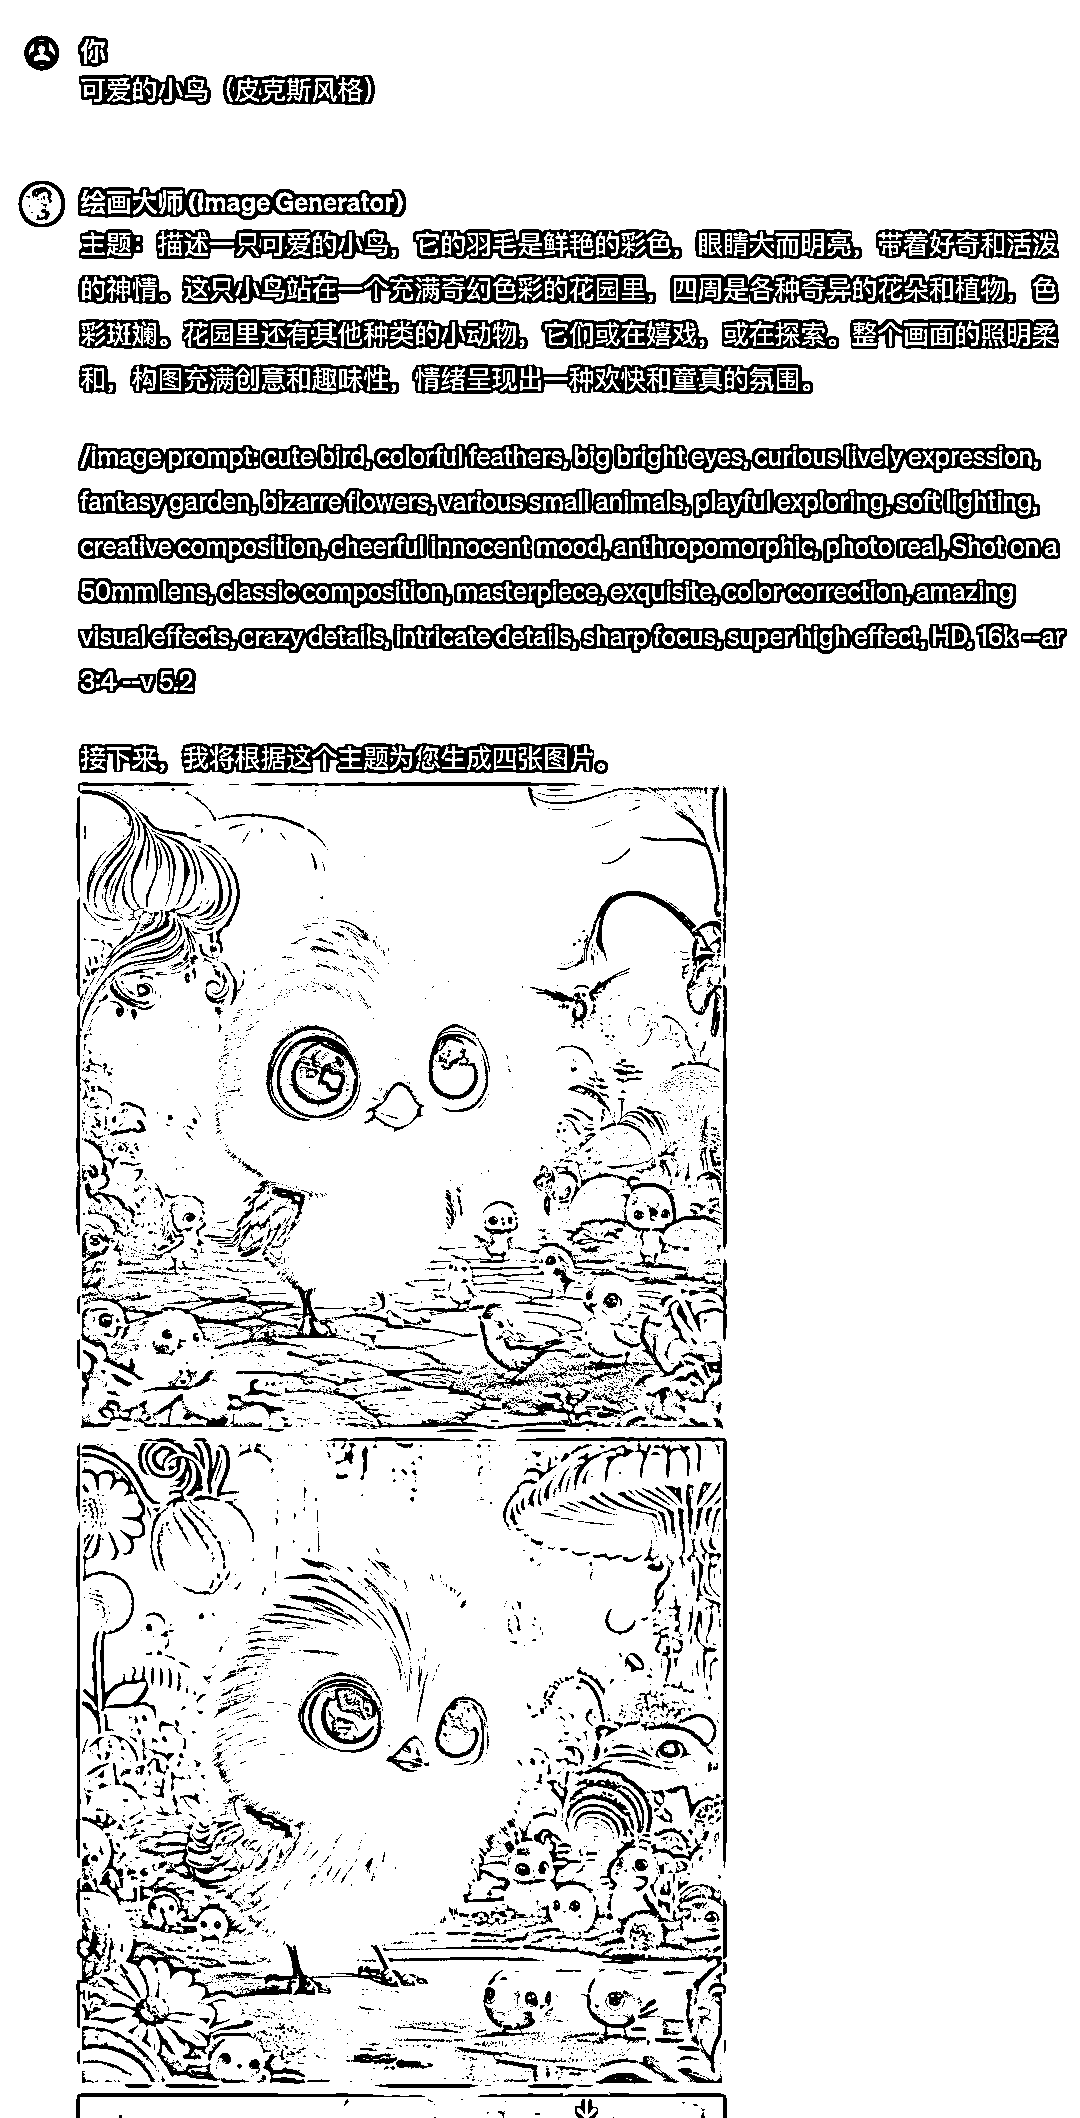 你
可爱的小鸟（皮克斯风格）
绘画大师 (Image Generator)
主题：描述一只可爱的小鸟，它的羽毛是鲜艳的彩色，眼睛大而明亮，带着好奇和活泼
的神情。这只小鸟站在一个充满奇幻色彩的花园里，四周是各种奇异的花朵和植物，色
彩斑斓。花园里还有其他种类的小动物，它们或在嬉戏，或在探索。整个画面的照明柔
和，构图充满创意和趣味性，情绪呈现出一种欢快和童真的氛围。
/image prompt: cute bird, colorful feathers, big bright eyes, curious lively expression,
fantasy garden, bizarre flowers, various small animals, playful exploring, soft lighting,
creative composition, cheerful innocent mood, anthropomorphic, photo real, Shot on a
50mm lens, classic composition, masterpiece, exquisite, color correction, amazing
visual effects, crazy details, intricate details, sharp focus, super high effect, HD, 16k --ar
3:4 --v 5.2
接下来，我将根据这个主题为您生成四张图片。